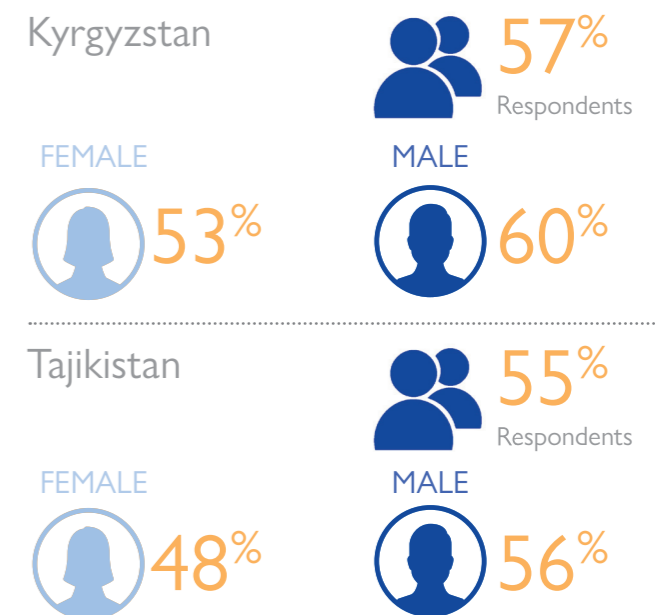 Kyrgyzstan
57%
Respondents
FEMALE
MALE
53%
60%
Tajikistan
55%
Respondents
FEMALE
MALE
48%
56%